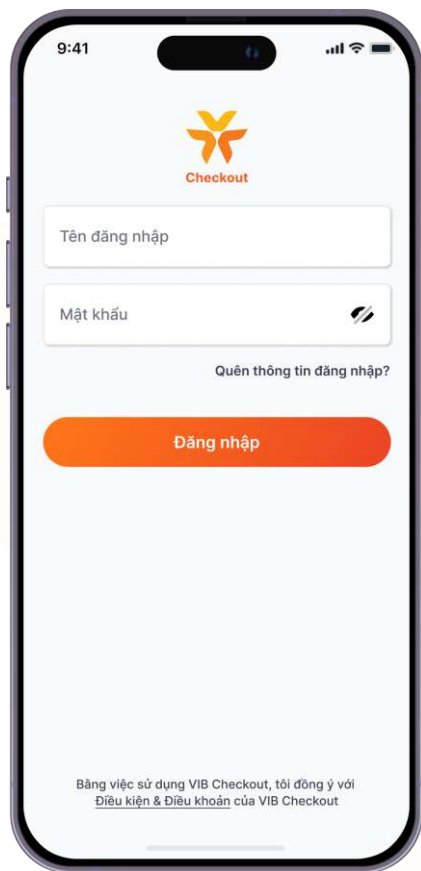 9:41
Checkout
Tên đăng nhập
Mật khẩu
Quên thông tin đăng nhập?
Đăng nhập
Bằng việc sử dụng VIB Checkout, tôi đồng ý với
Điều kiện & Điều khoản của VIB Checkout